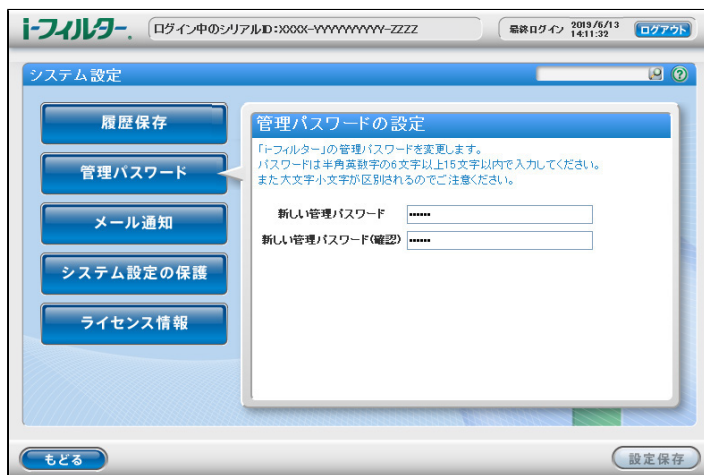 i-フィルター.
ログイン中のシリアルID:XXXX-YYYYYYYYYY-ZZZZ
最終ログイン 2019/6/13 14:11:32
ログアウト
システム設定
?
履歴保存
管理パスワード
メール通知
システム設定の保護
ライセンス情報
管理パスワードの設定
「i-フィルター」の管理パスワードを変更します。
パスワードは半角英数字の6文字以上15文字以内で入力してください。
また大文字小文字が区別されるのでご注意ください。
新しい管理パスワード ••••••
新しい管理パスワード(確認) ••••••
もどる
設定保存